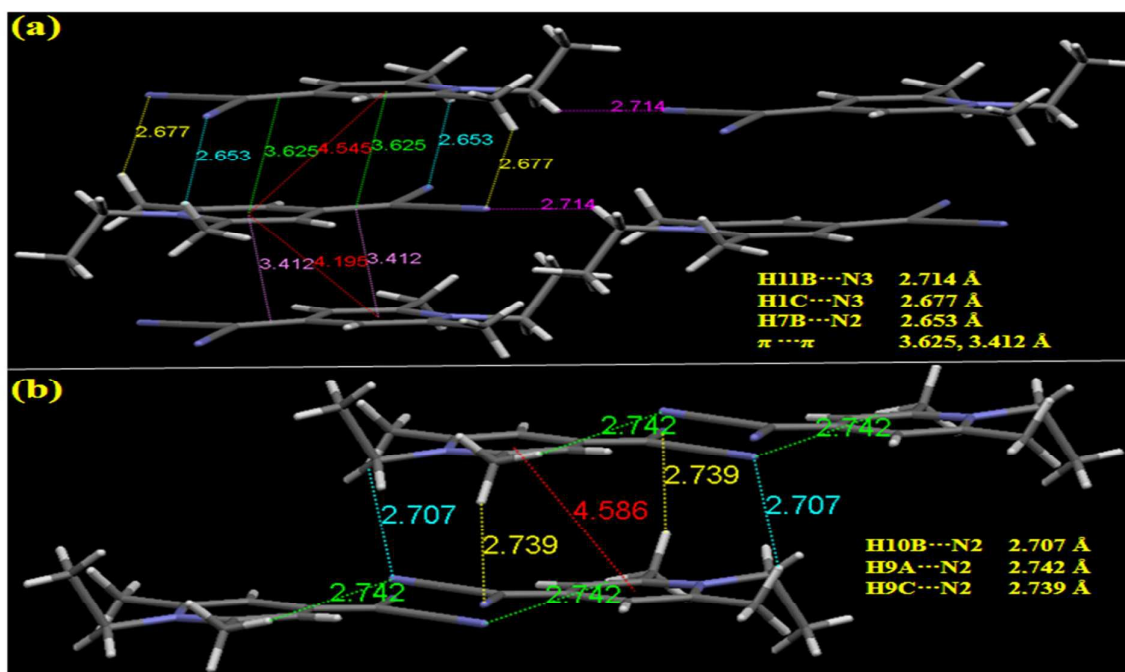 (a)
2.714
2.677
2.653
3.625
4.545
3.625
2.653
2.677
2.714
3.412
4.195
3.412
H11B···N3 2.714 Å
H1C···N3 2.677 Å
H7B···N2 2.653 Å
π ···π 3.625, 3.412 Å
(b)
2.742
2.742
2.739
2.707
4.586
2.707
2.739
2.742
2.742
H10B···N2 2.707 Å
H9A···N2 2.742 Å
H9C···N2 2.739 Å